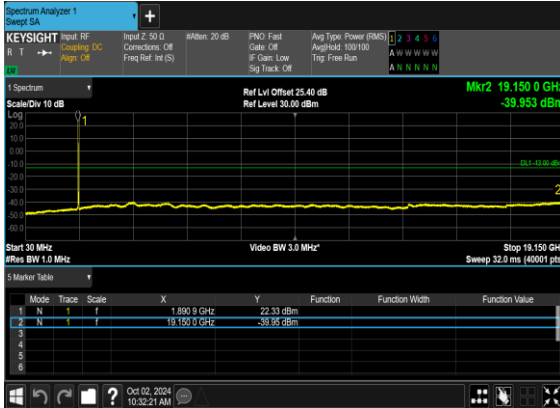 Spectrum Analyzer 1
Swept SA
+
KEYSIGHT Input: RF Input Z: 50 Ω #Atten: 20 dB PNO: Fast Avg Type: Power (RMS) 1 2 3 4 5 6
R T Coupling: DC Corrections: Off Gate: Off Avg|Hold: 100/100 A W W W W W
Align: Off Freq Ref: Int (S) IF Gain: Low Trig: Free Run
Sig Track: Off A N N N N N
1 Spectrum Ref Lvl Offset 25.40 dB Mkr2 19.150 0 GHz
Scale/Div 10 dB Ref Level 30.00 dBm -39.953 dBm
Log
20.0
10.0
0.00
-10.0
DL1 -13.00 dBm
-20.0
-30.0
-40.0
-50.0
-60.0
1
2
Start 30 MHz Video BW 3.0 MHz* Stop 19.150 GHz
#Res BW 1.0 MHz Sweep 32.0 ms (40001 pts)
5 Marker Table
Mode Trace Scale X Y Function Function Width Function Value
1 N 1 f 1.890 9 GHz 22.33 dBm
2 N 1 f 19.150 0 GHz -39.95 dBm
3
4
5
6
? Oct 02, 2024
10:32:21 AM